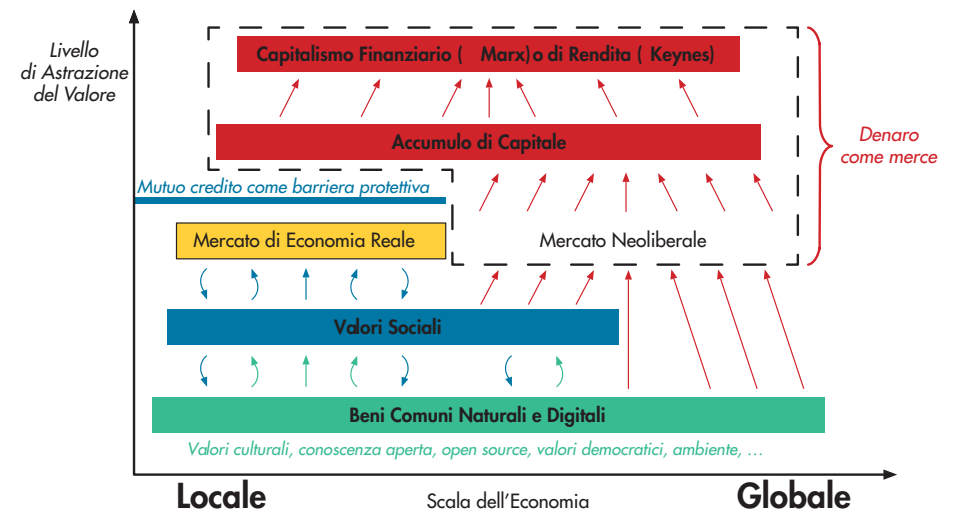 Livello
di Astrazione
del Valore
Capitalismo Finanziario ( Marx) o di Rendita ( Keynes)
Accumulo di Capitale
Denaro
come merce
Mutuo credito come barriera protettiva
Mercato di Economia Reale
Mercato Neoliberale
Valori Sociali
Beni Comuni Naturali e Digitali
Valori culturali, conoscenza aperta, open source, valori democratici, ambiente, ...
Locale
Scala dell'Economia
Globale